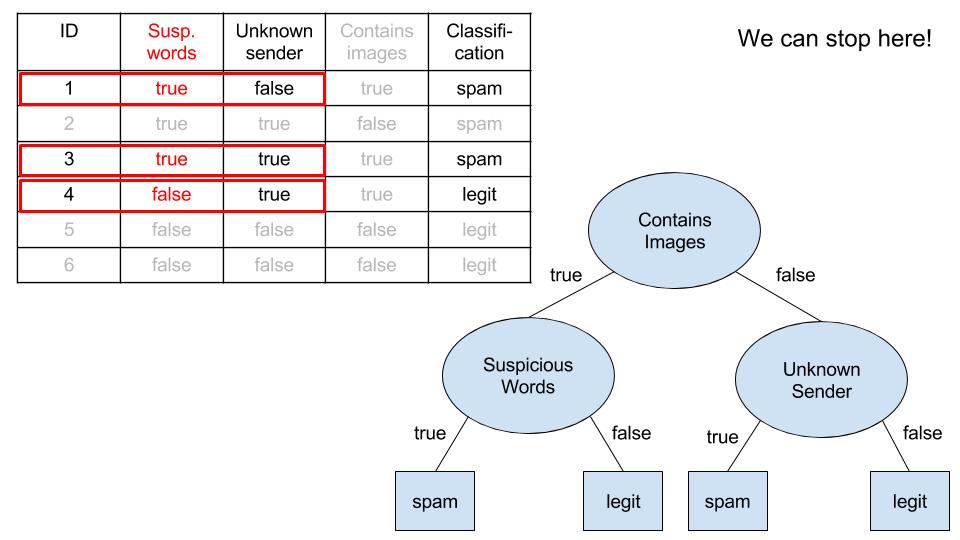 ID Susp. words Unknown sender Contains images Classifi-cation
1 true false true spam
2 true true false spam
3 true true true spam
4 false true true legit
5 false false false legit
6 false false false legit
We can stop here!
Contains
Images
true false
Suspicious
Words
Unknown
Sender
true false true false
spam legit spam legit